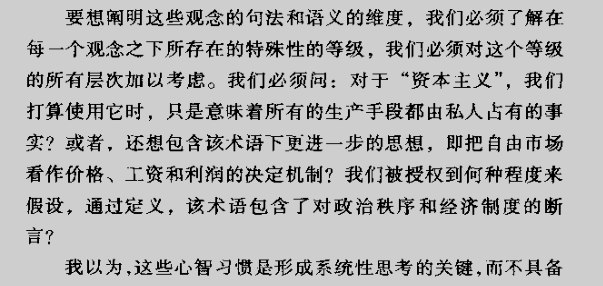 要想阐明这些观念的句法和语义的维度，我们必须了解在
每一个观念之下所存在的特殊性的等级，我们必须对这个等级
的所有层次加以考虑。我们必须问：对于“资本主义”，我们
打算使用它时，只是意味着所有的生产手段都由私人占有的事
实？或者，还想包含该术语下更进一步的思想，即把自由市场
看作价格、工资和利润的决定机制？我们被授权到何种程度来
假设，通过定义，该术语包含了对政治秩序和经济制度的断
言？
我以为，这些心智习惯是形成系统性思考的关键，而不具备